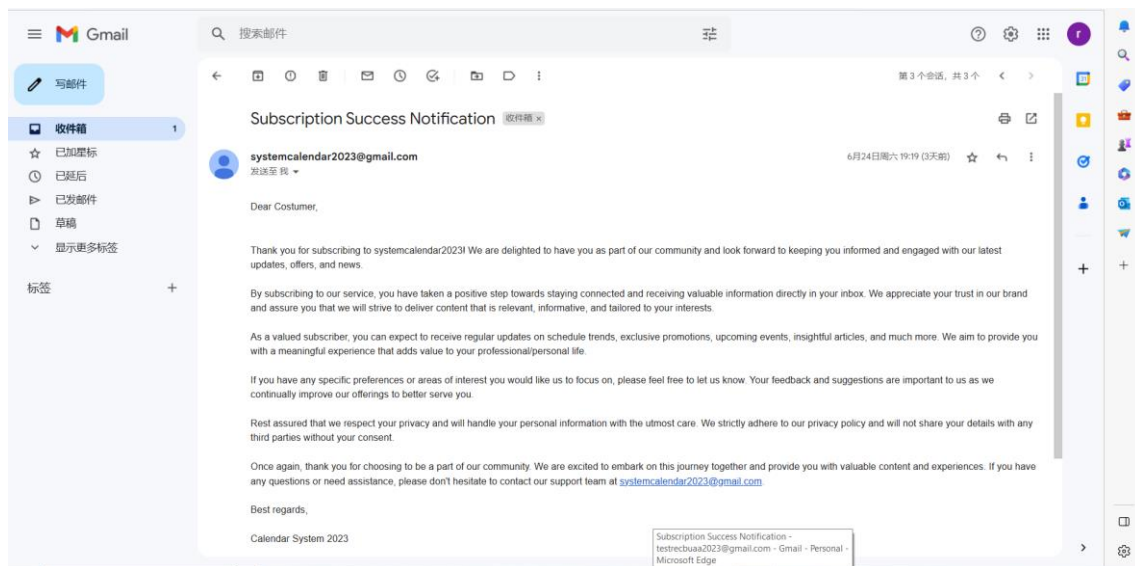 Gmail
搜索邮件
r
写邮件
第 3 个会话，共 3 个
收件箱 1
已加星标
已延后
已发邮件
草稿
显示更多标签
标签
Subscription Success Notification 收件箱 ×
systemcalendar2023@gmail.com
6月24日周六 19:19 (3天前)
发送至 我
Dear Costumer,
Thank you for subscribing to systemcalendar2023! We are delighted to have you as part of our community and look forward to keeping you informed and engaged with our latest
updates, offers, and news.
By subscribing to our service, you have taken a positive step towards staying connected and receiving valuable information directly in your inbox. We appreciate your trust in our brand
and assure you that we will strive to deliver content that is relevant, informative, and tailored to your interests.
As a valued subscriber, you can expect to receive regular updates on schedule trends, exclusive promotions, upcoming events, insightful articles, and much more. We aim to provide you
with a meaningful experience that adds value to your professional/personal life.
If you have any specific preferences or areas of interest you would like us to focus on, please feel free to let us know. Your feedback and suggestions are important to us as we
continually improve our offerings to better serve you.
Rest assured that we respect your privacy and will handle your personal information with the utmost care. We strictly adhere to our privacy policy and will not share your details with any
third parties without your consent.
Once again, thank you for choosing to be a part of our community. We are excited to embark on this journey together and provide you with valuable content and experiences. If you have
any questions or need assistance, please don't hesitate to contact our support team at systemcalendar2023@gmail.com
Best regards,
Calendar System 2023
Subscription Success Notification -
testrecbuaa2023@gmail.com - Gmail - Personal -
Microsoft Edge